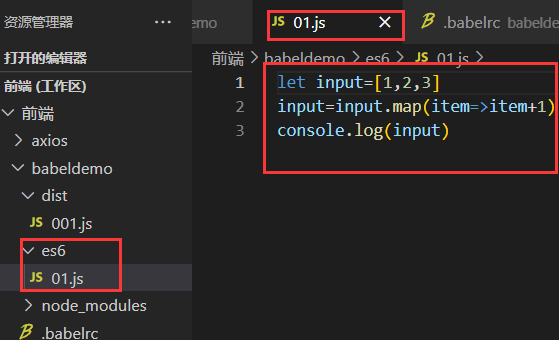 资源管理器 ···
打开的编辑器
前端 (工作区)
前端
axios
babeldemo
dist
JS 001.js
es6
JS 01.js
node_modules
.babelrc
demo
JS 01.js ×
.babelrc babelde
前端 > babeldemo > es6 > JS 01.js >
1 let input=[1,2,3]
2 input=input.map(item=>item+1)
3 console.log(input)